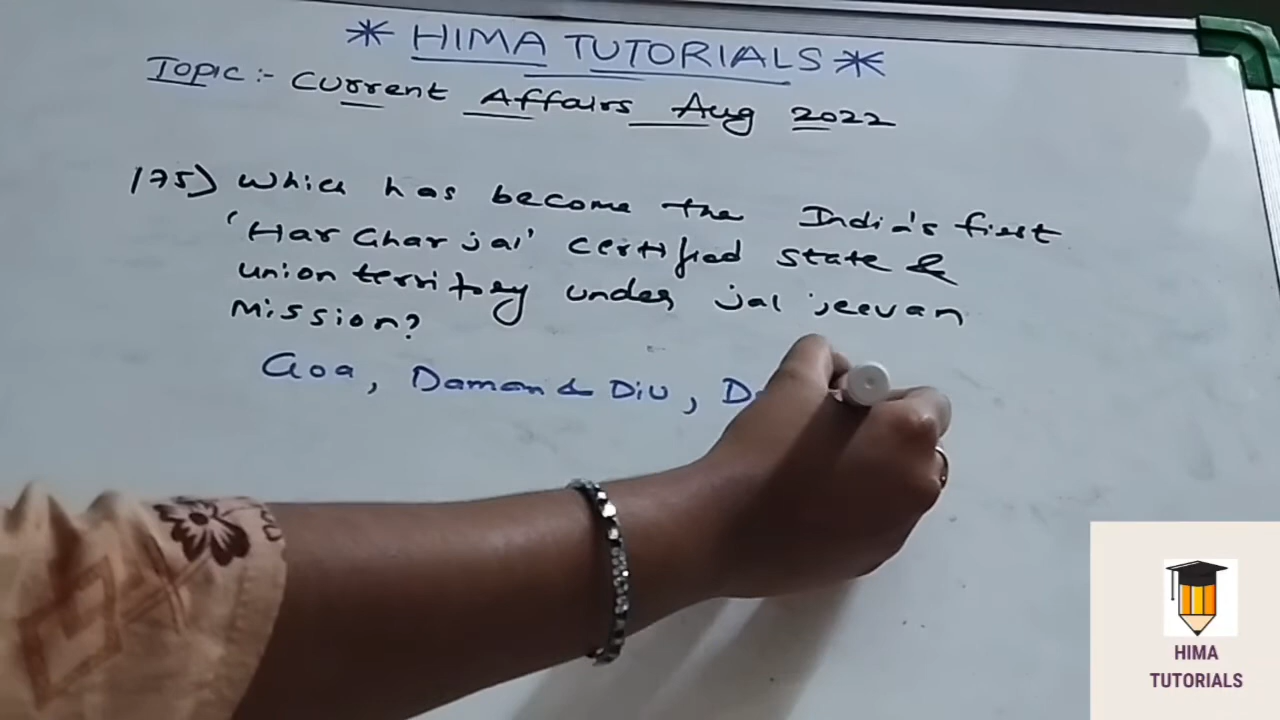 * HIMA TUTORIALS *
Topic:- Current Affairs Aug 2022
175) Which has become the India's first
'Har Ghar jal' certified state &
union territory under jal jeevan
Mission?
Goa, Daman & Diu, D
HIMA
TUTORIALS